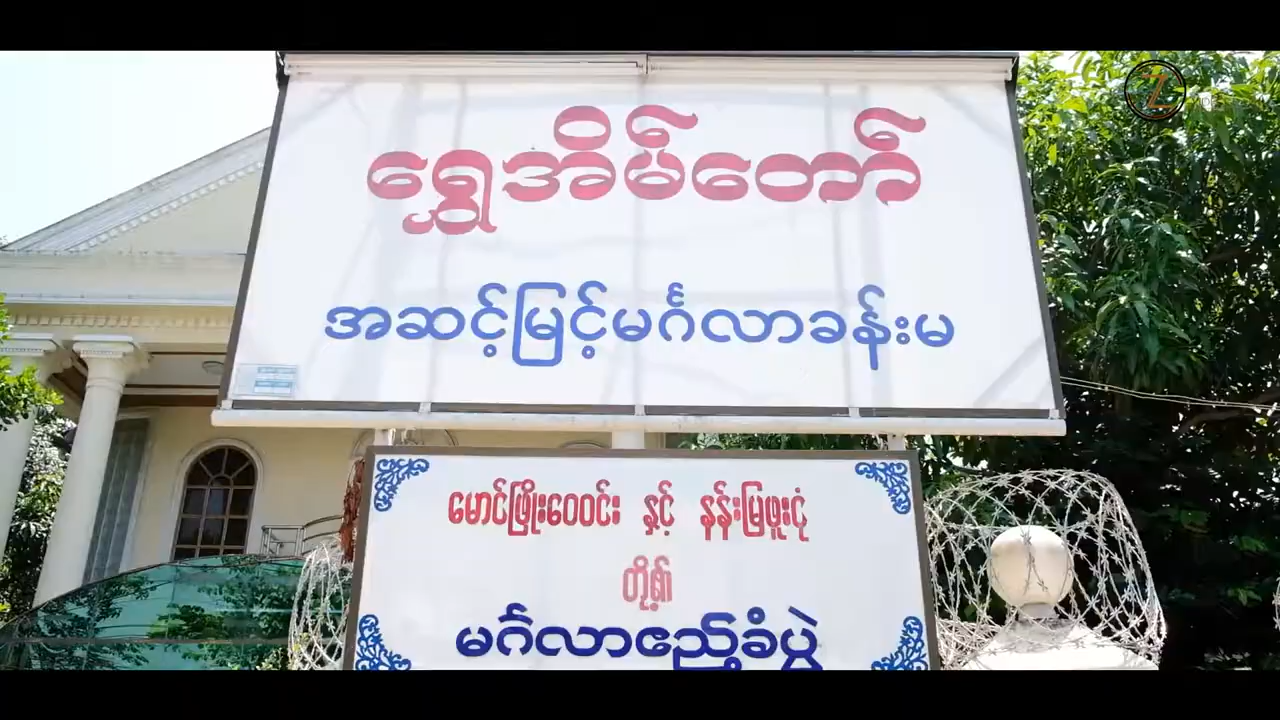 ရွှေအိမ်တော်
အဆင့်မြင့်မင်္ဂလာခန်းမ
မောင်ဖြိုးဝေဝင်း နှင့် နန်းမြဖူးငုံ
တို့၏
မင်္ဂလာဧည့်ခံပွဲ